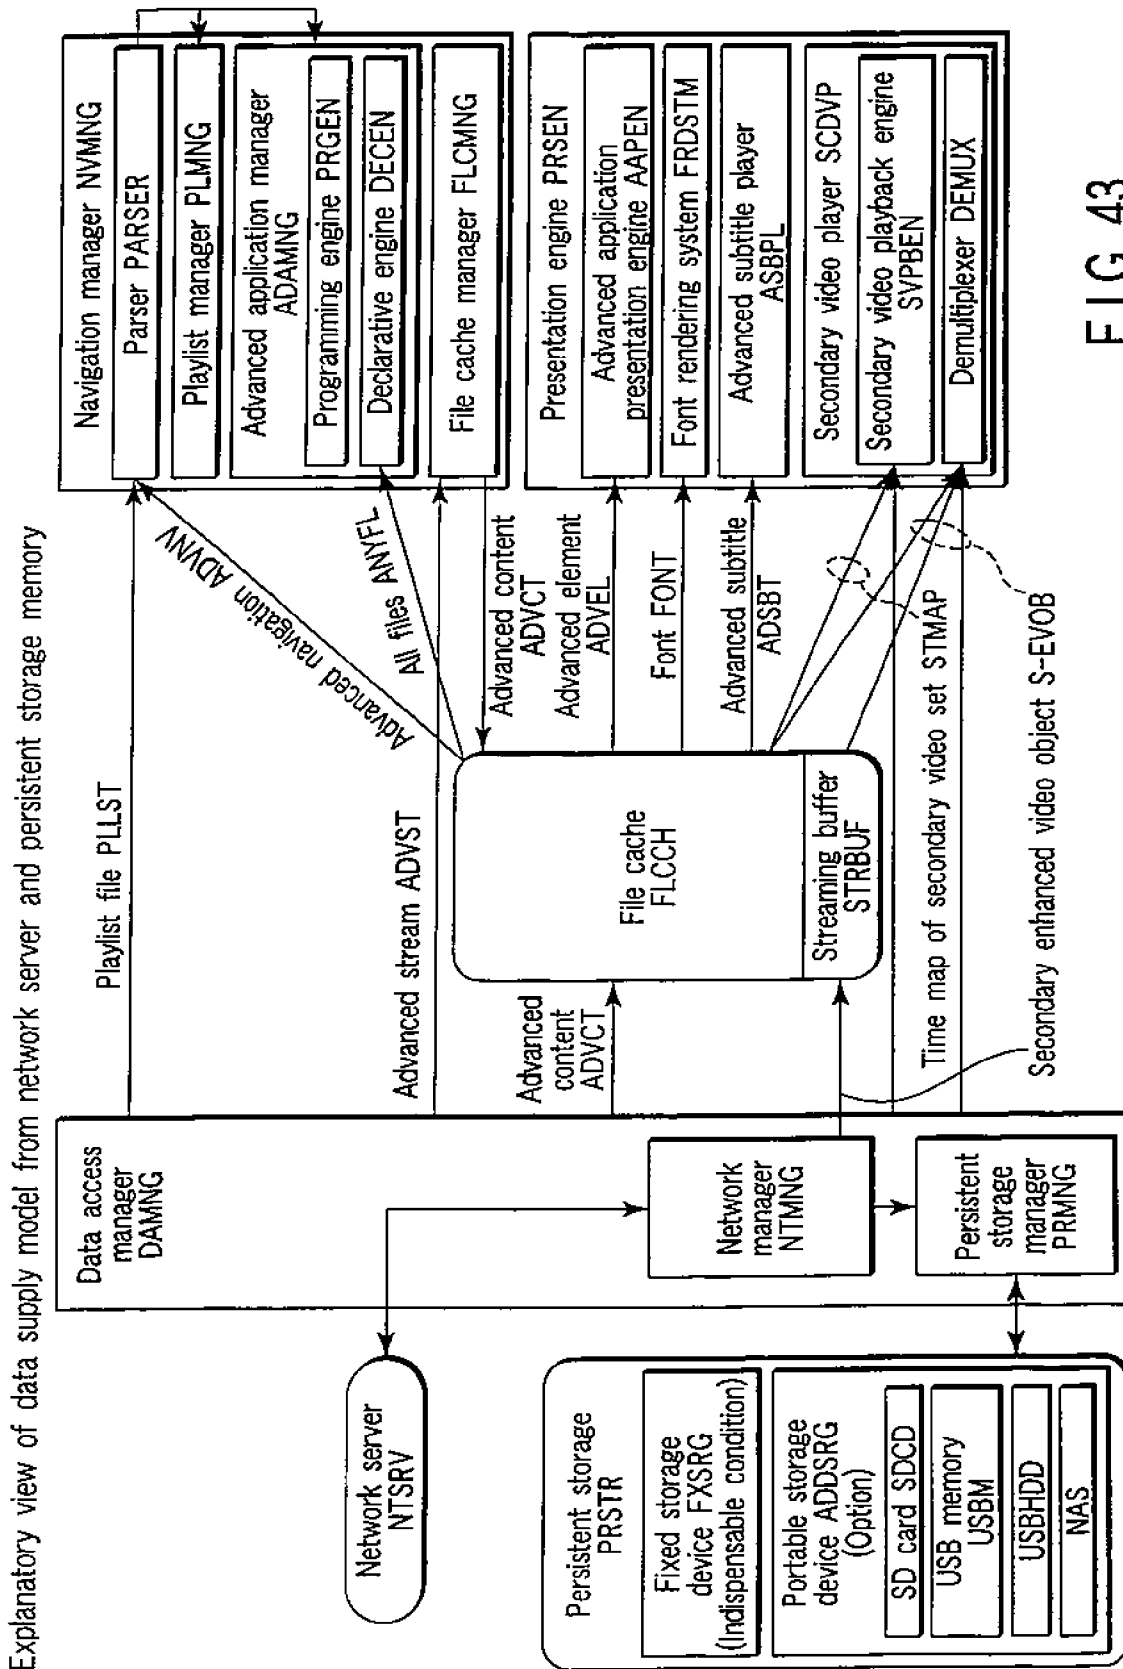 Explanatory view of data supply model from network server and persistent storage memory
Network server
NTSRV
Persistent storage
PRSTR
Fixed storage
device FXSRG
(Indispensable condition)
Portable storage
device ADDSRG
(Option)
SD card SDCD
USB memory
USBM
USBHDD
NAS
Data access
manager
DAMNG
Network
manager
NTMNG
Persistent
storage
manager
PRMNG
Playlist file PLLST
Advanced stream ADVST
Advanced
content
ADVCT
File cache
FLCCH
Streaming buffer
STRBUF
Time map of secondary video set STMAP
Secondary enhanced video object S-EVOB
Advanced navigation ADVNV
All files ANYFL
Advanced content
ADVCT
Advanced element
ADVEL
Font FONT
Advanced subtitle
ADSBT
Navigation manager NVMNG
Parser PARSER
Playlist manager PLMNG
Advanced application manager
ADAMNG
Programming engine PRGEN
Declarative engine DECEN
File cache manager FLCMNG
Presentation engine PRSEN
Advanced application
presentation engine AAPEN
Font rendering system FRDSTM
Advanced subtitle player
ASBPL
Secondary video player SCDVP
Secondary video playback engine
SVPBEN
Demultiplexer DEMUX
FIG 43